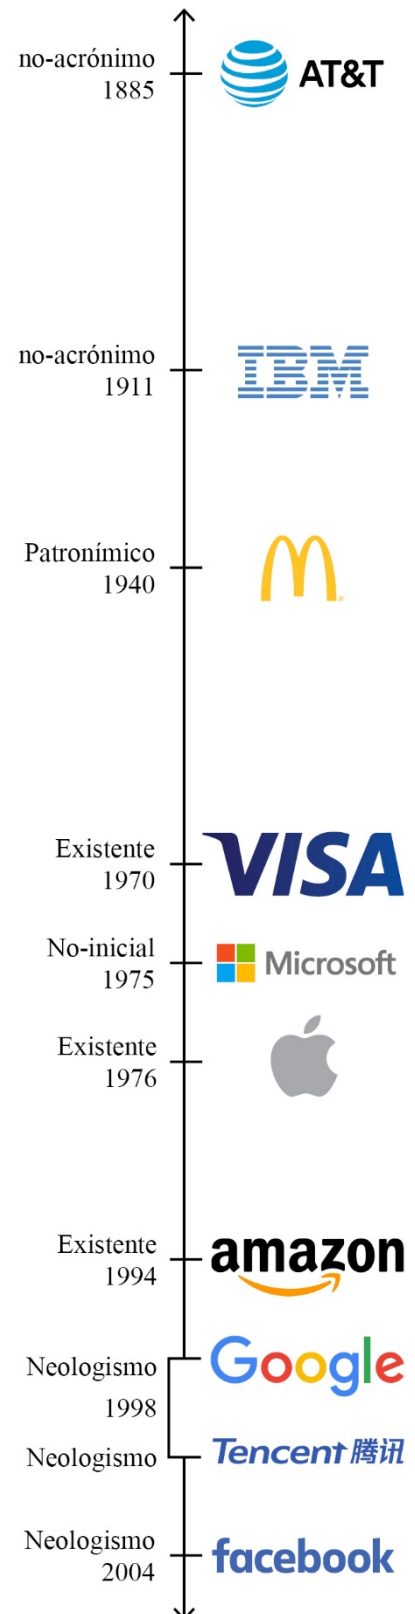 no-acrónimo
1885
AT&T
no-acrónimo
1911
IBM
Patronímico
1940
Existente
1970
VISA
No-inicial
1975
Microsoft
Existente
1976
Existente
1994
amazon
Neologismo
Google
1998
Neologismo
Tencent 腾讯
Neologismo
2004
facebook